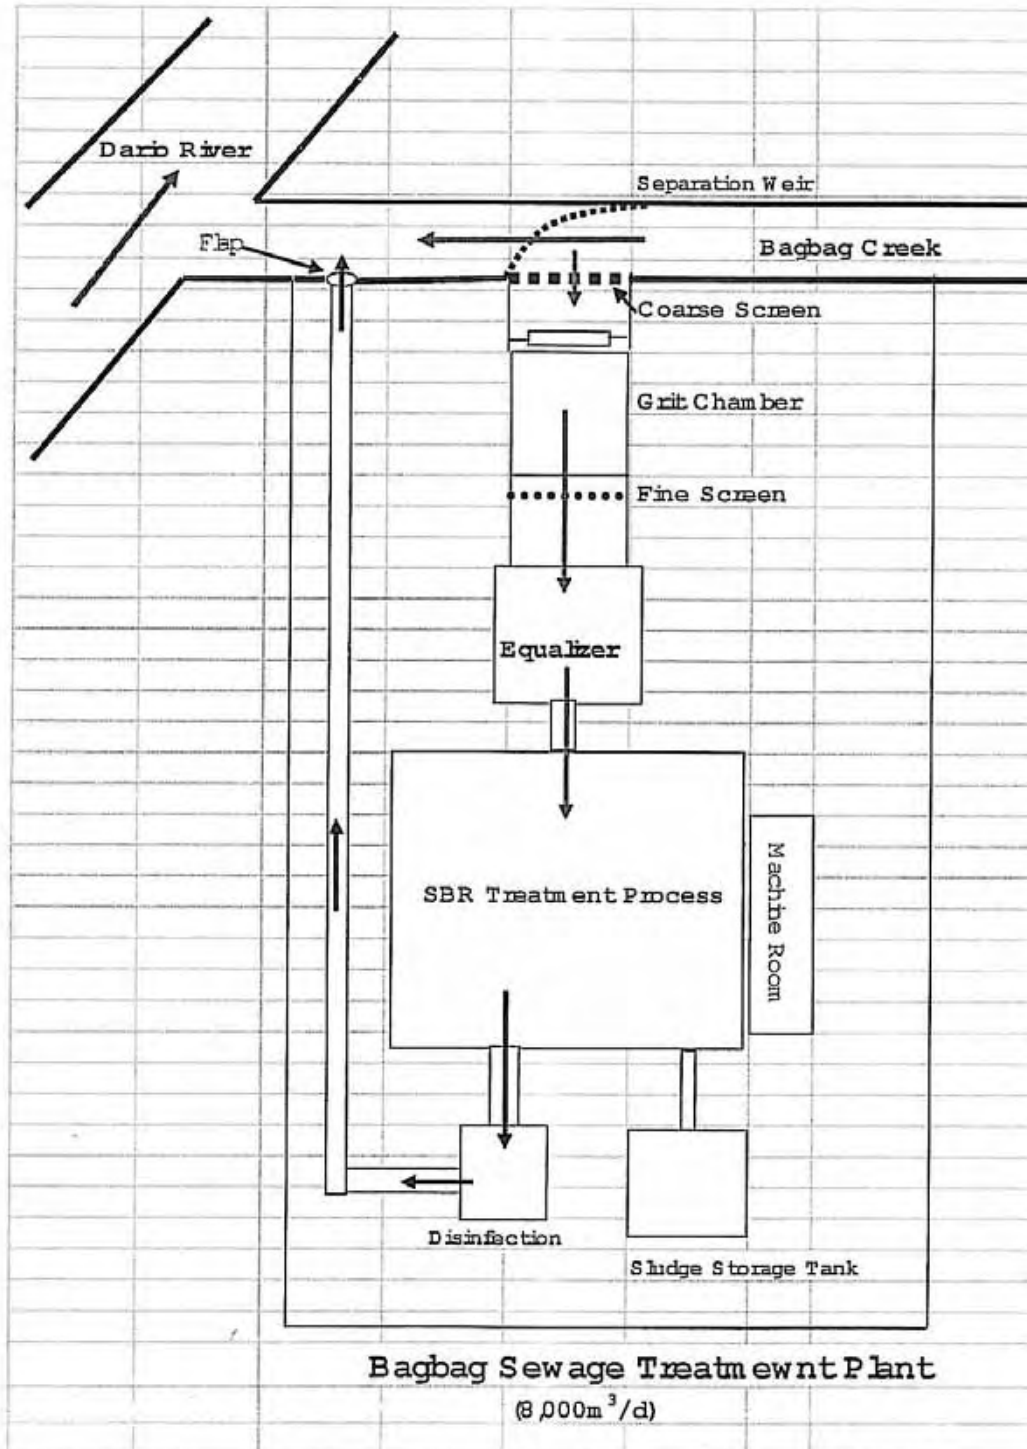 Dario River
Separation Weir
Flap
Bagbag Creek
Coarse Screen
Grit Chamber
Fine Screen
Equalizer
SBR Treatment Process
Machine Room
Disinfection
Sludge Storage Tank
Bagbag Sewage Treatmewnt Plant
(8,000m³/d)